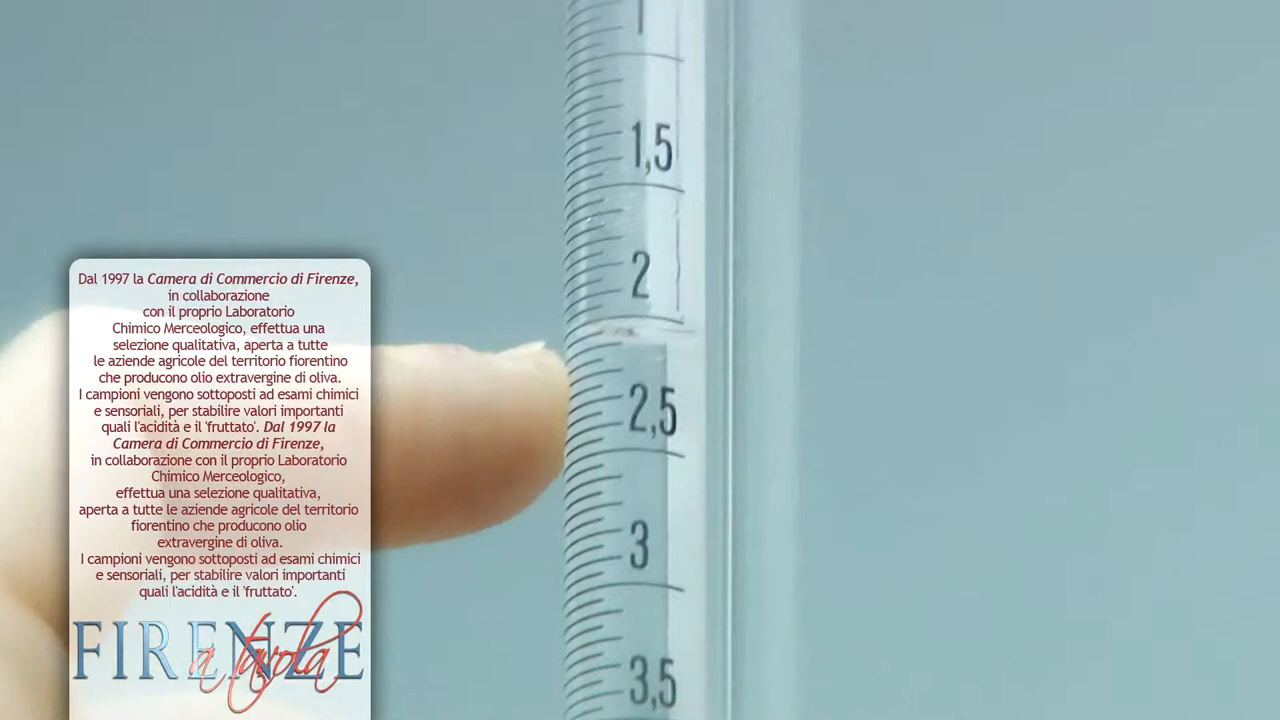 1
1,5
2
2,5
3
3,5
Dal 1997 la Camera di Commercio di Firenze,
in collaborazione
con il proprio Laboratorio
Chimico Merceologico, effettua una
selezione qualitativa, aperta a tutte
le aziende agricole del territorio fiorentino
che producono olio extravergine di oliva.
I campioni vengono sottoposti ad esami chimici
e sensoriali, per stabilire valori importanti
quali l'acidità e il 'fruttato'. Dal 1997 la
Camera di Commercio di Firenze,
in collaborazione con il proprio Laboratorio
Chimico Merceologico,
effettua una selezione qualitativa,
aperta a tutte le aziende agricole del territorio
fiorentino che producono olio
extravergine di oliva.
I campioni vengono sottoposti ad esami chimici
e sensoriali, per stabilire valori importanti
quali l'acidità e il 'fruttato'.
FIRENZE
a tavola